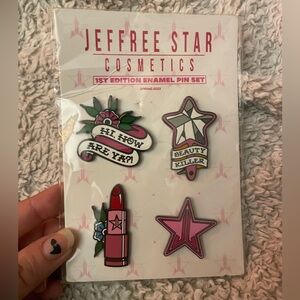 JEFFREE STAR
COSMETICS
1ST EDITION ENAMEL PIN SET
HI, HOW
ARE YA?!
BEAUTY
KILLER